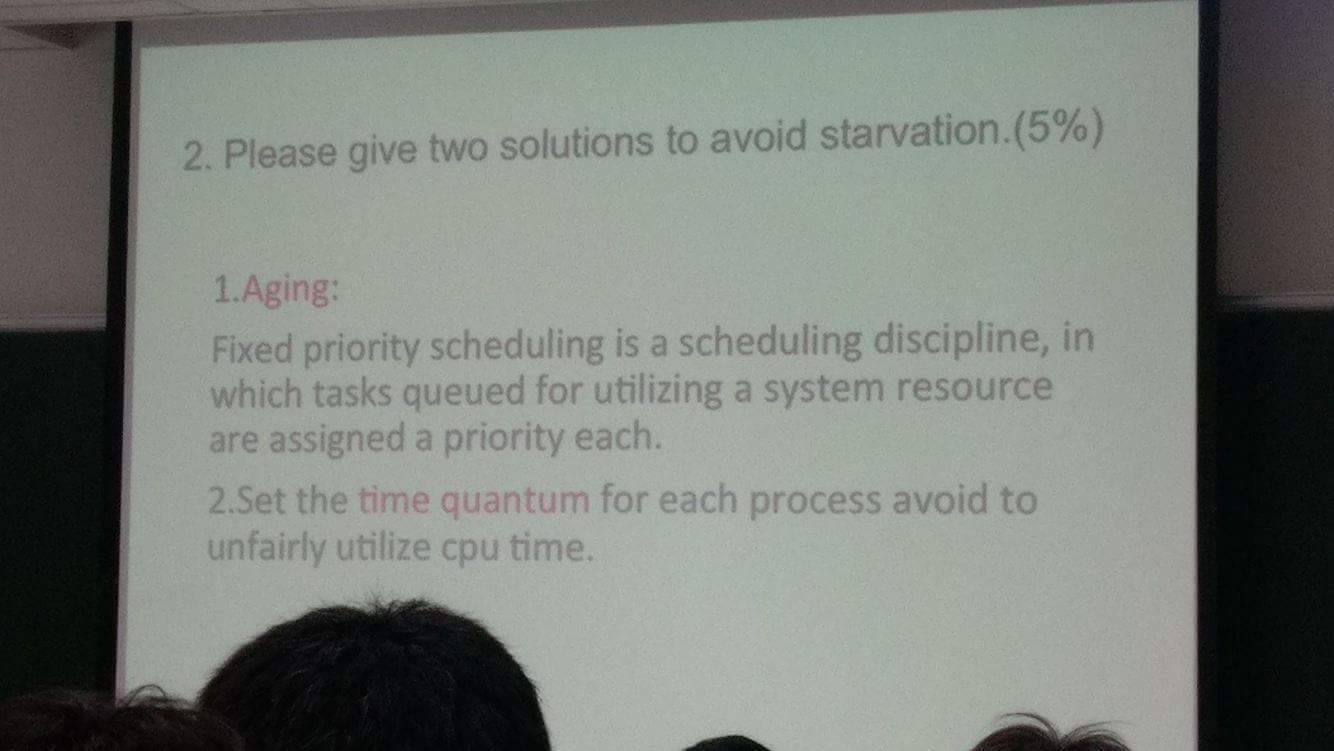 2. Please give two solutions to avoid starvation.(5%)
1.Aging:
Fixed priority scheduling is a scheduling discipline, in
which tasks queued for utilizing a system resource
are assigned a priority each.
2.Set the time quantum for each process avoid to
unfairly utilize cpu time.